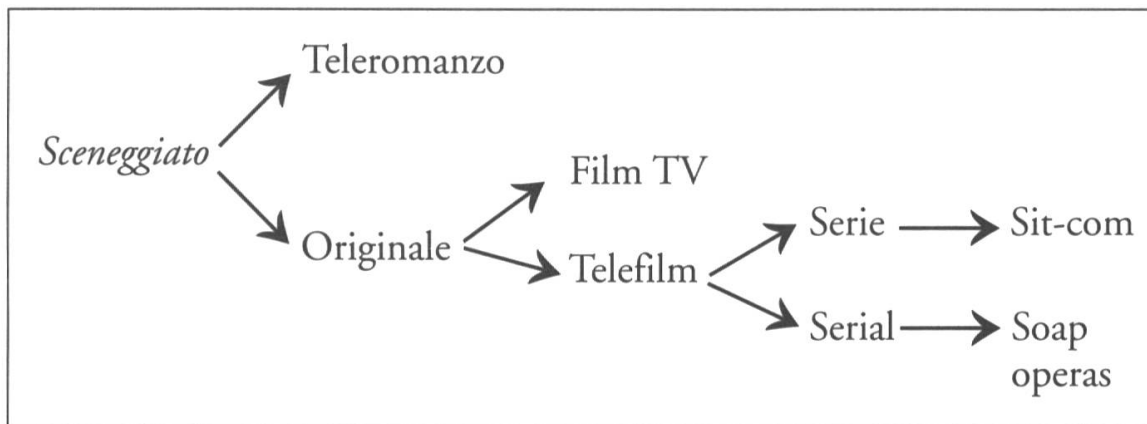 Teleromanzo
Sceneggiato
Film TV
Originale
Serie
Sit-com
Telefilm
Serial
Soap
operas